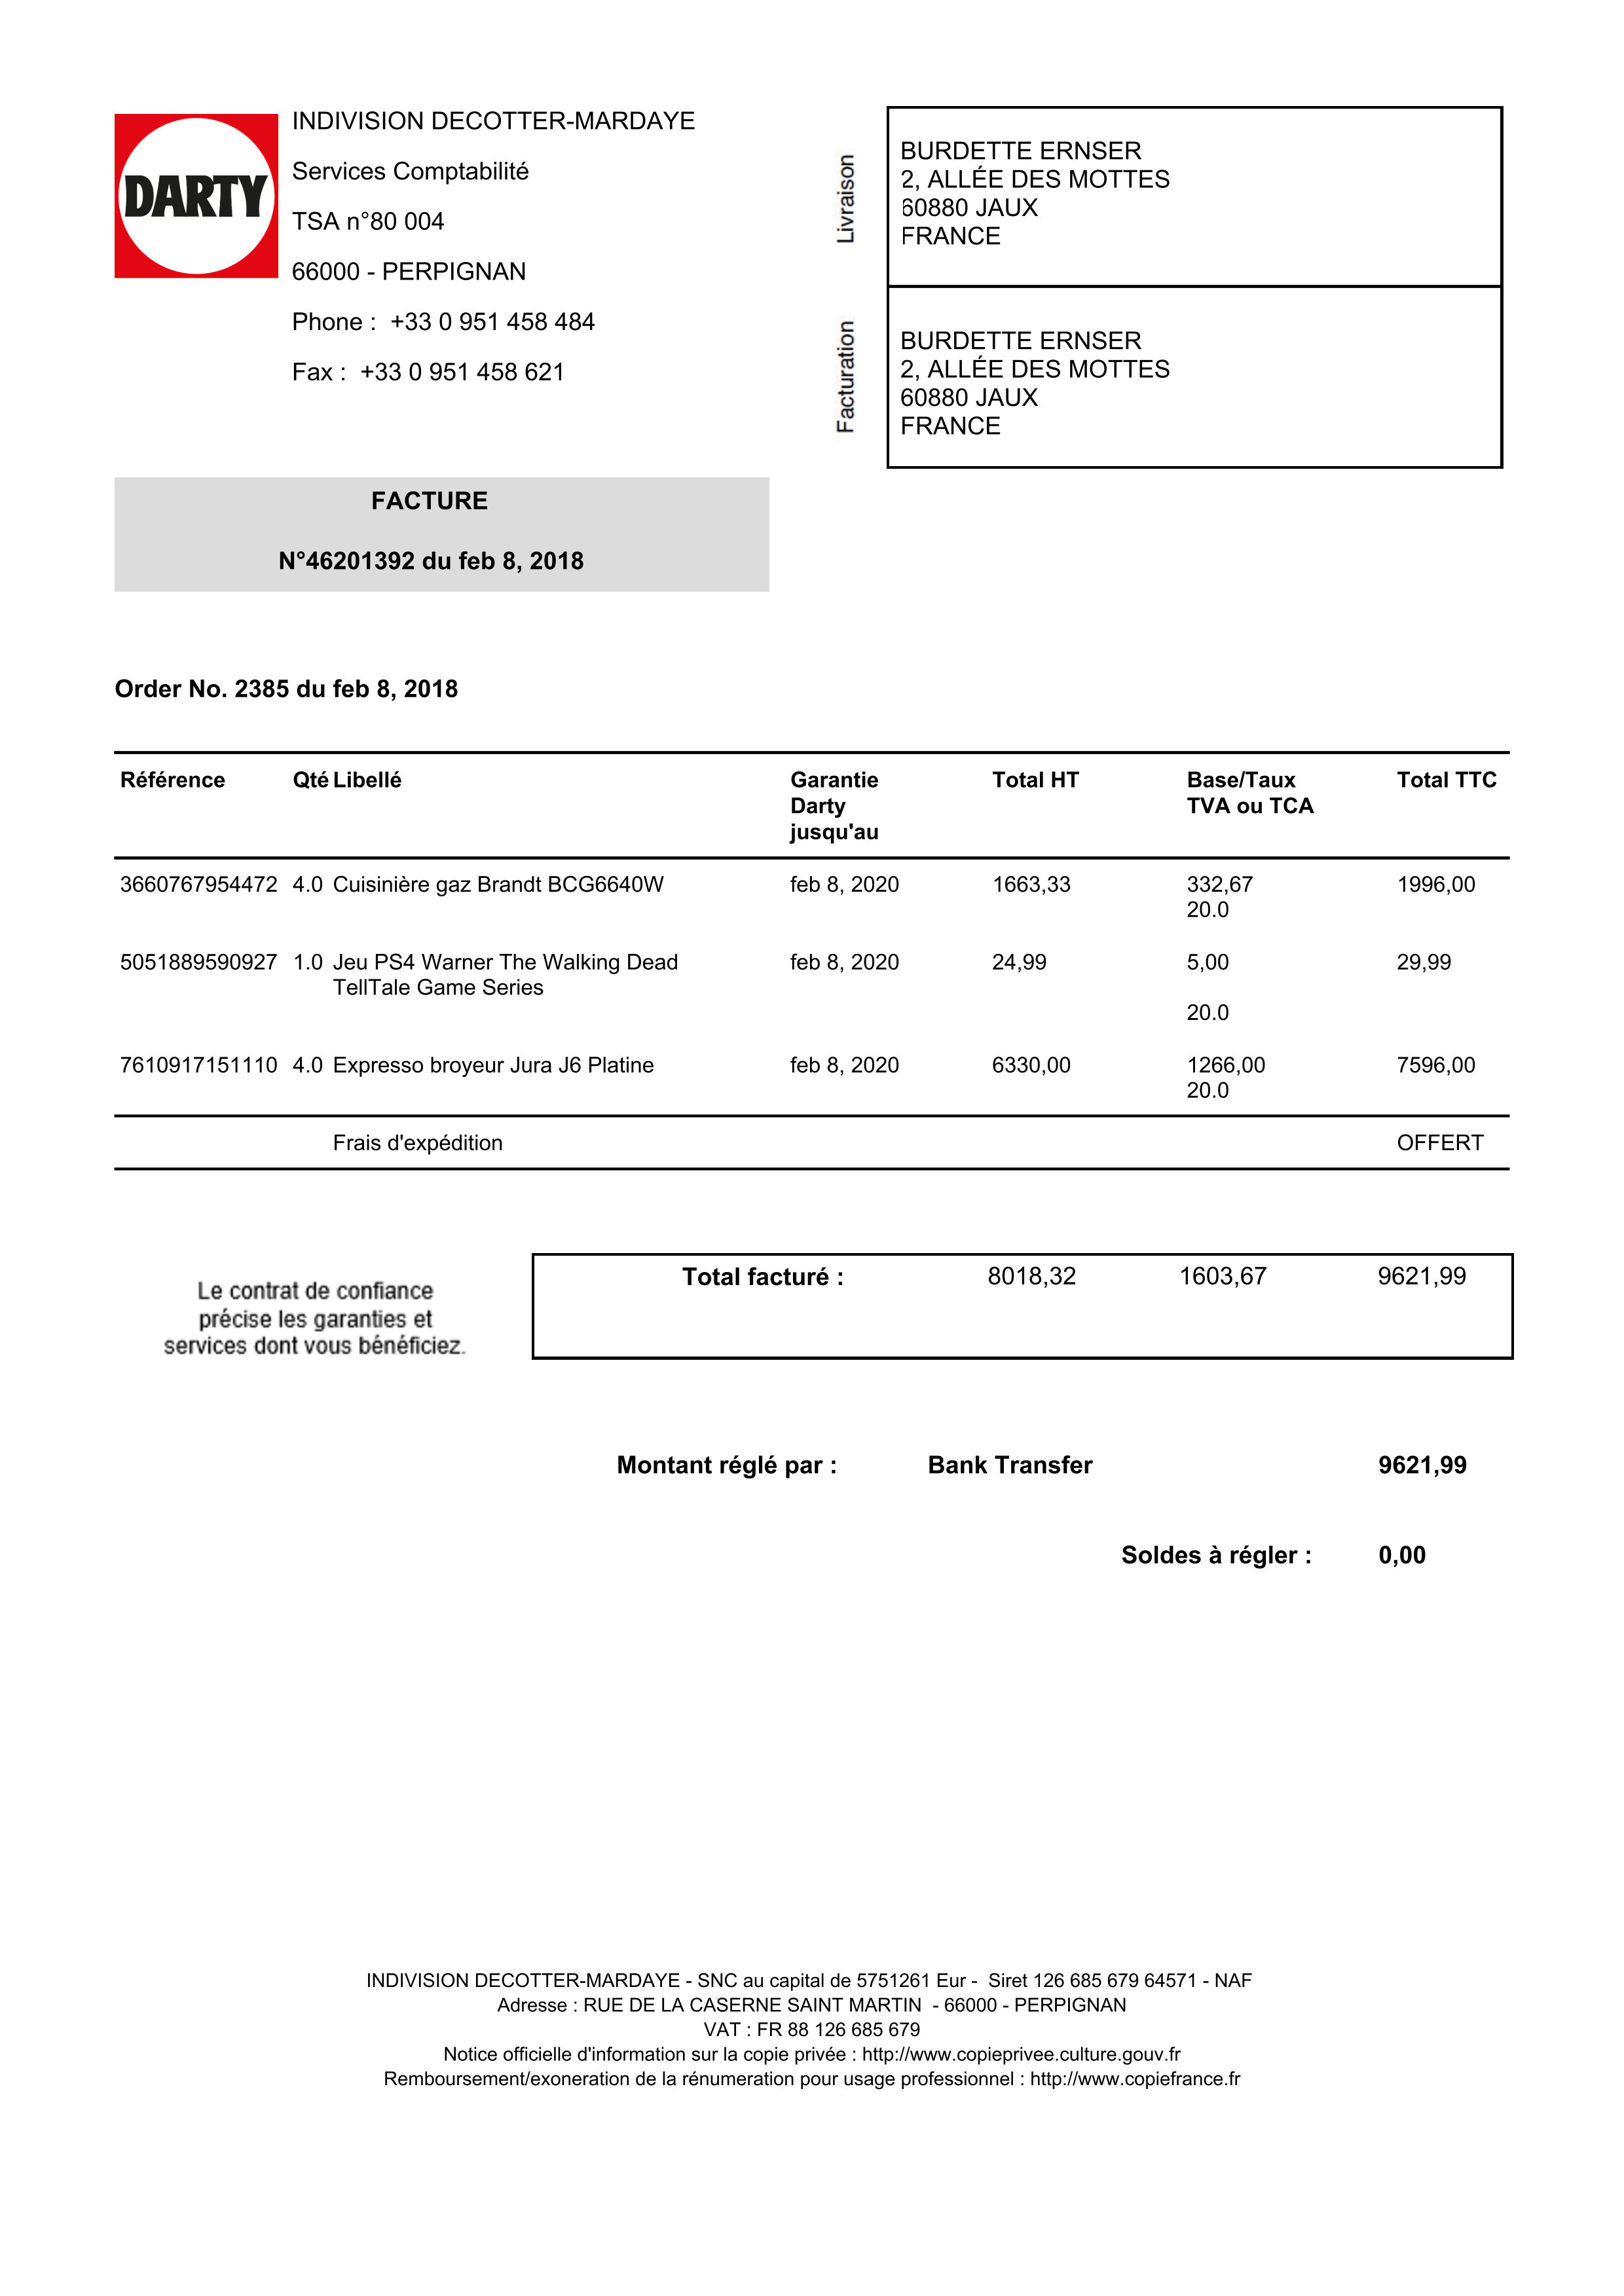 DARTY
INDIVISION DECOTTER-MARDAYE
Services Comptabilité
TSA n°80 004
66000 - PERPIGNAN
Phone : +33 0 951 458 484
Fax : +33 0 951 458 621
Livraison
BURDETTE ERNSER
2, ALLÉE DES MOTTES
60880 JAUX
FRANCE
Facturation
BURDETTE ERNSER
2, ALLÉE DES MOTTES
60880 JAUX
FRANCE
FACTURE
N°46201392 du feb 8, 2018
Order No. 2385 du feb 8, 2018
Référence Qté Libellé Garantie Total HT Base/Taux Total TTC
Darty TVA ou TCA
jusqu'au
3660767954472 4.0 Cuisinière gaz Brandt BCG6640W feb 8, 2020 1663,33 332,67 1996,00
20.0
5051889590927 1.0 Jeu PS4 Warner The Walking Dead feb 8, 2020 24,99 5,00 29,99
TellTale Game Series
20.0
7610917151110 4.0 Expresso broyeur Jura J6 Platine feb 8, 2020 6330,00 1266,00 7596,00
20.0
Frais d'expédition OFFERT
Le contrat de confiance
précise les garanties et
services dont vous bénéficiez.
Total facturé : 8018,32 1603,67 9621,99
Montant réglé par : Bank Transfer 9621,99
Soldes à régler : 0,00
INDIVISION DECOTTER-MARDAYE - SNC au capital de 5751261 Eur - Siret 126 685 679 64571 - NAF
Adresse : RUE DE LA CASERNE SAINT MARTIN - 66000 - PERPIGNAN
VAT : FR 88 126 685 679
Notice officielle d'information sur la copie privée : http://www.copieprivee.culture.gouv.fr
Remboursement/exoneration de la rénumeration pour usage professionnel : http://www.copiefrance.fr